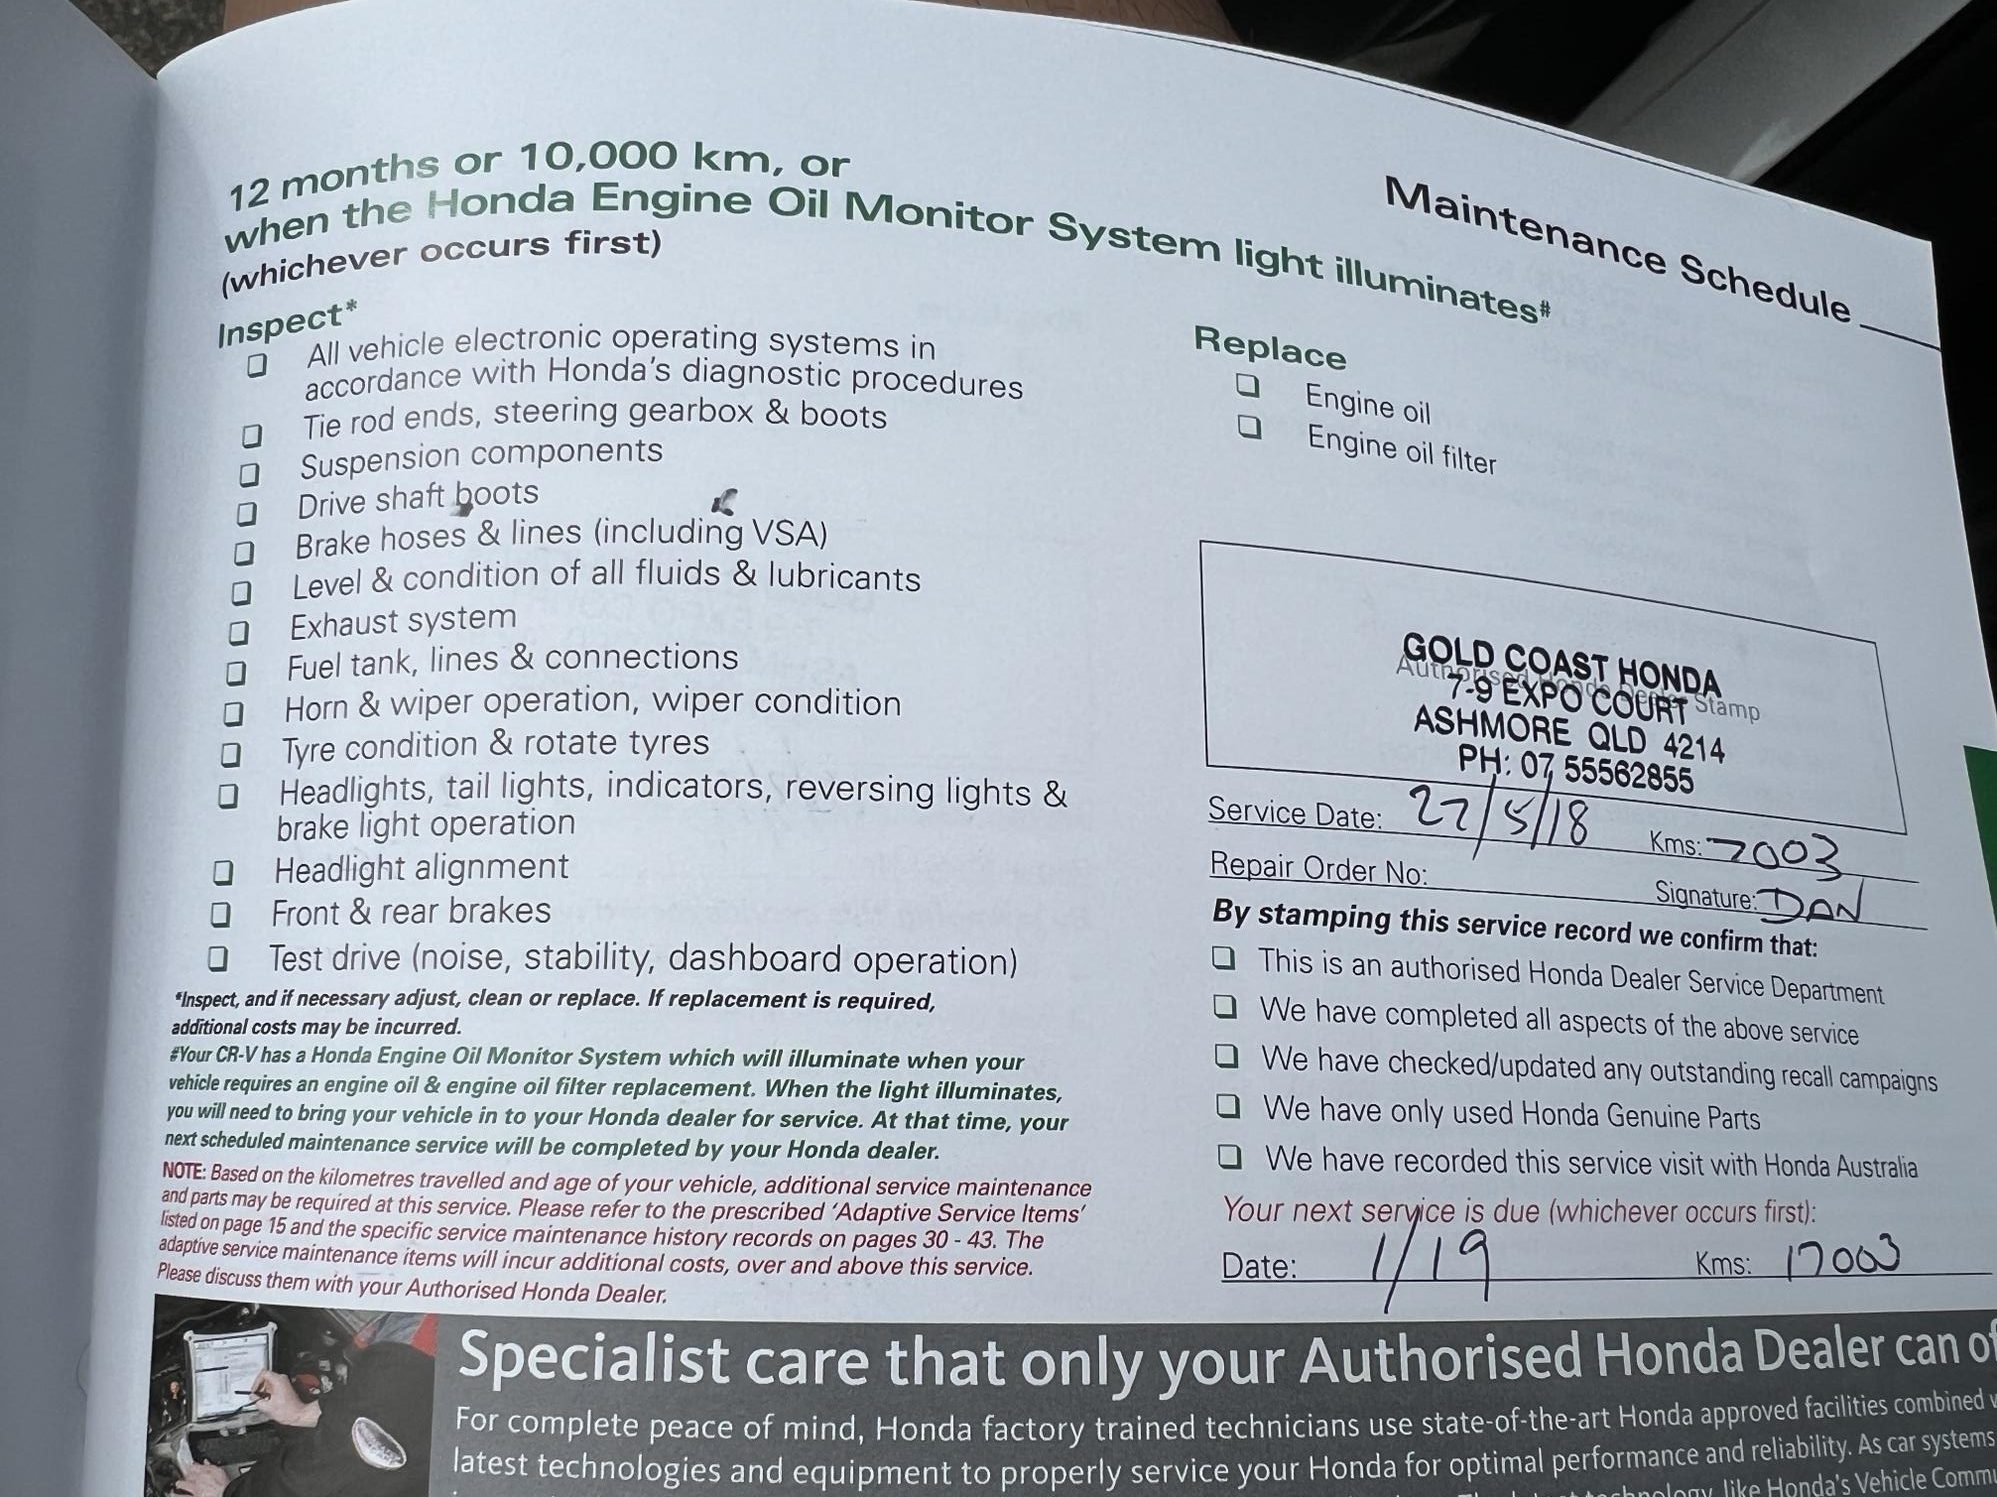 Maintenance Schedule
12 months or 10,000 km, or
when the Honda Engine Oil Monitor System light illuminates#
(whichever occurs first)
Inspect*
❏ All vehicle electronic operating systems in
accordance with Honda's diagnostic procedures
❏ Tie rod ends, steering gearbox & boots
❏ Suspension components
❏ Drive shaft boots
❏ Brake hoses & lines (including VSA)
❏ Level & condition of all fluids & lubricants
❏ Exhaust system
❏ Fuel tank, lines & connections
❏ Horn & wiper operation, wiper condition
❏ Tyre condition & rotate tyres
❏ Headlights, tail lights, indicators, reversing lights &
brake light operation
❏ Headlight alignment
❏ Front & rear brakes
❏ Test drive (noise, stability, dashboard operation)
*Inspect, and if necessary adjust, clean or replace. If replacement is required,
additional costs may be incurred.
#Your CR-V has a Honda Engine Oil Monitor System which will illuminate when your
vehicle requires an engine oil & engine oil filter replacement. When the light illuminates,
you will need to bring your vehicle in to your Honda dealer for service. At that time, your
next scheduled maintenance service will be completed by your Honda dealer.
NOTE: Based on the kilometres travelled and age of your vehicle, additional service maintenance
and parts may be required at this service. Please refer to the prescribed 'Adaptive Service Items'
listed on page 15 and the specific service maintenance history records on pages 30 - 43. The
adaptive service maintenance items will incur additional costs, over and above this service.
Please discuss them with your Authorised Honda Dealer.
Replace
❏ Engine oil
❏ Engine oil filter
GOLD COAST HONDA
Authorised Honda Dealer Stamp
7-9 EXPO COURT
ASHMORE QLD 4214
PH: 07 55562855
Service Date: 22/5/18 Kms: 7003
Repair Order No: Signature: DAN
By stamping this service record we confirm that:
❏ This is an authorised Honda Dealer Service Department
❏ We have completed all aspects of the above service
❏ We have checked/updated any outstanding recall campaigns
❏ We have only used Honda Genuine Parts
❏ We have recorded this service visit with Honda Australia
Your next service is due (whichever occurs first):
Date: 1/19 Kms: 17003
Specialist care that only your Authorised Honda Dealer can of
For complete peace of mind, Honda factory trained technicians use state-of-the-art Honda approved facilities combined
latest technologies and equipment to properly service your Honda for optimal performance and reliability. As car systems
like Honda's Vehicle Commu